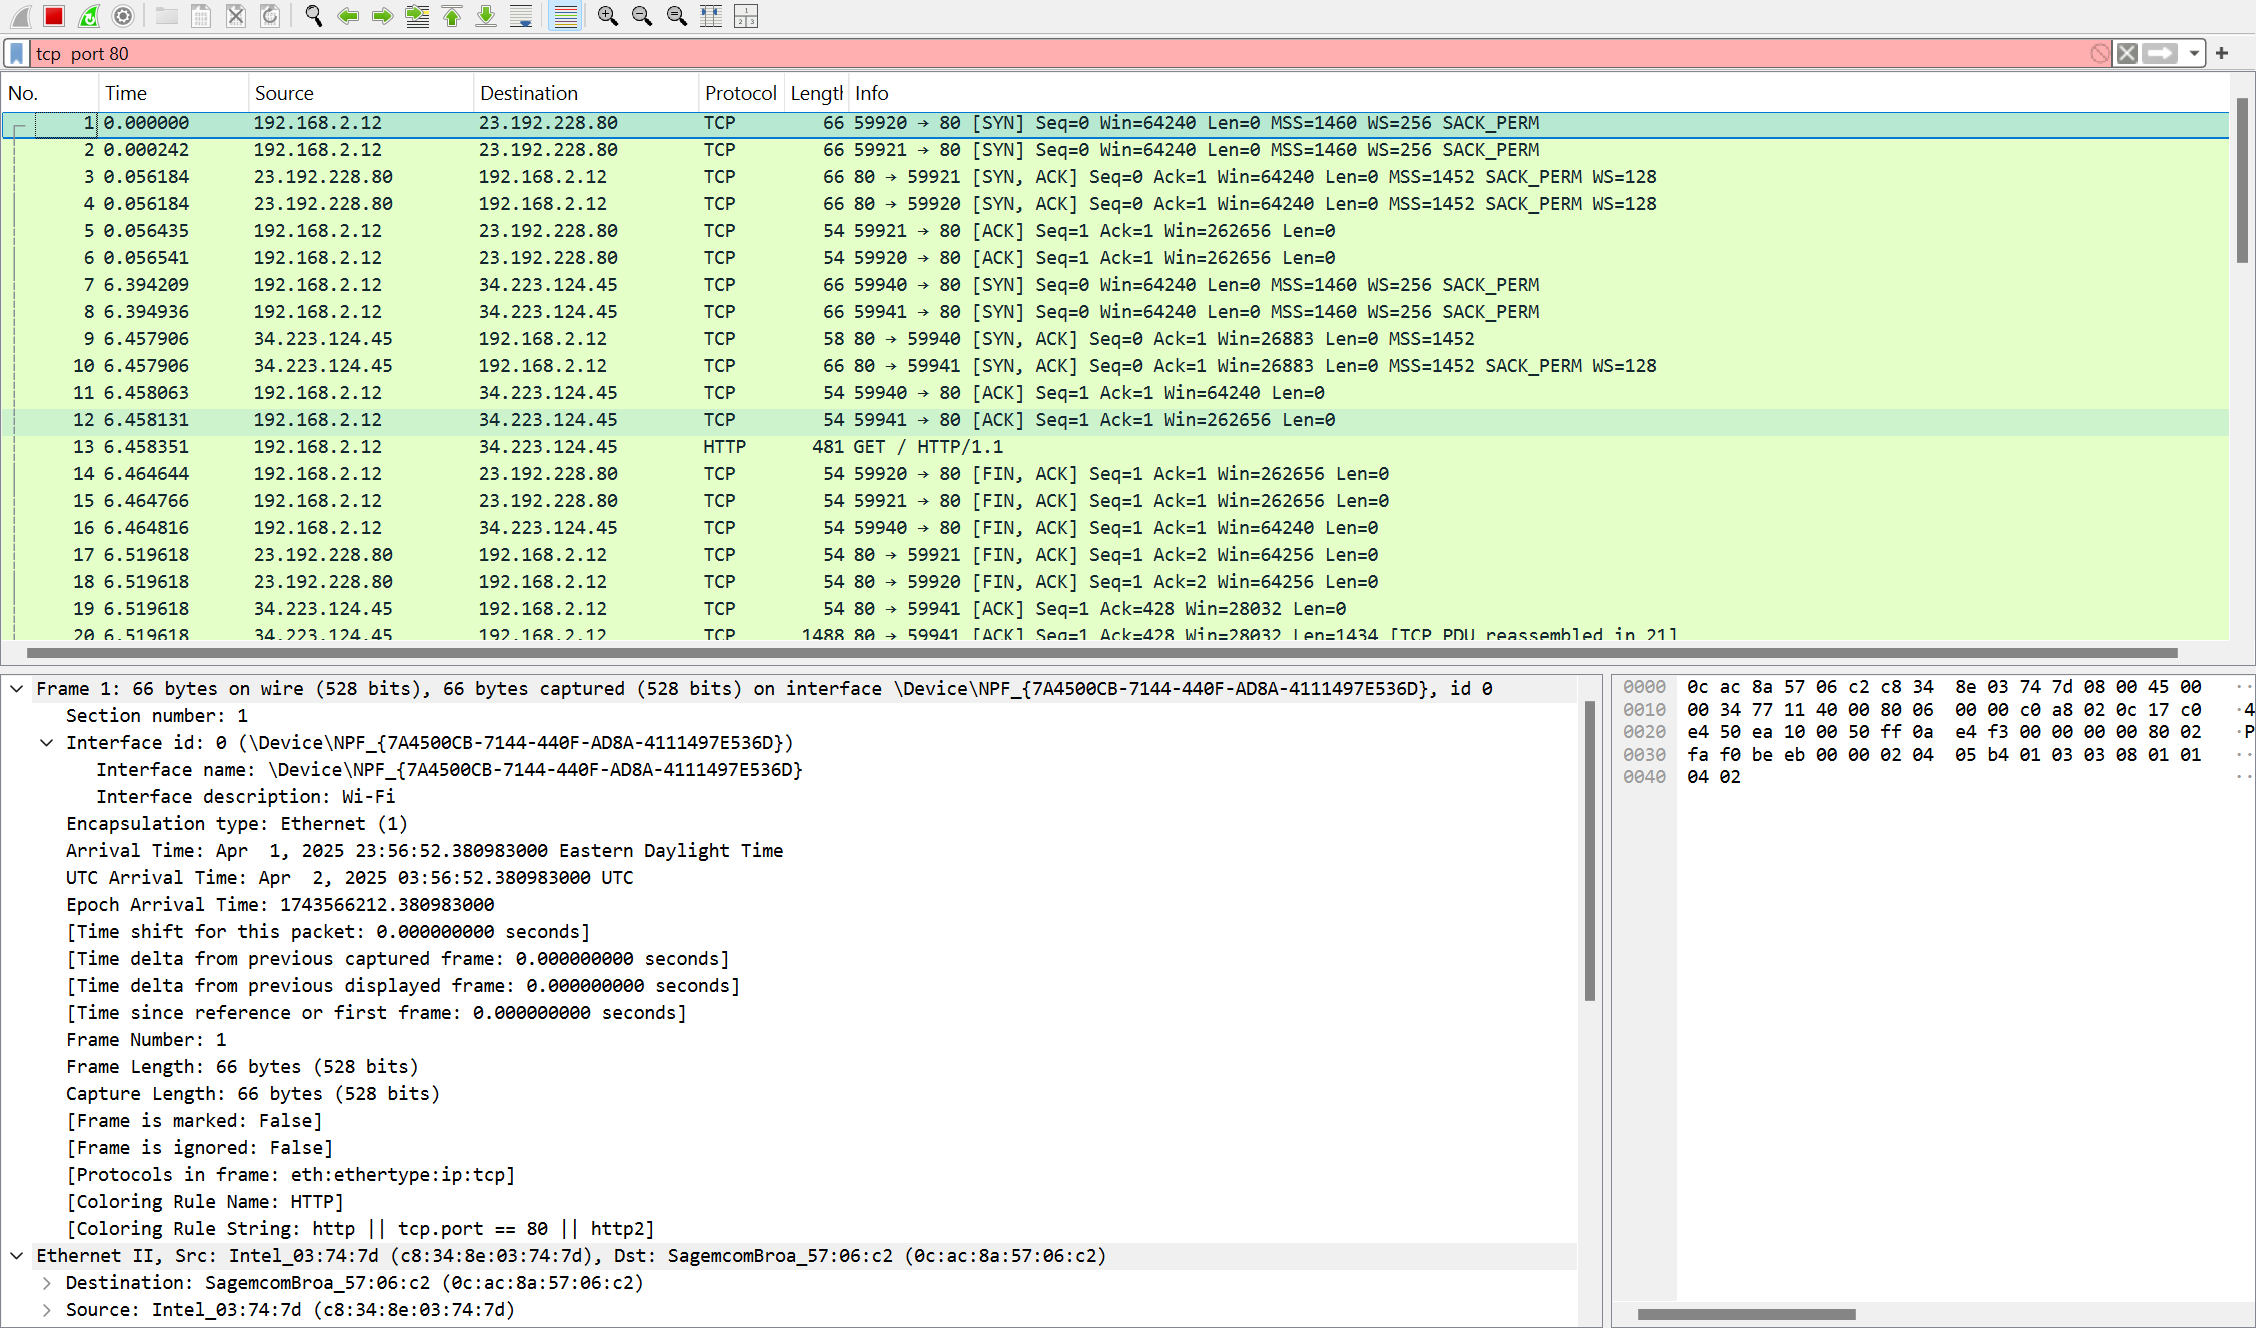 tcp  port 80
No. Time Source Destination Protocol Length Info
1 0.000000 192.168.2.12 23.192.228.80 TCP 66 59920 → 80 [SYN] Seq=0 Win=64240 Len=0 MSS=1460 WS=256 SACK_PERM
2 0.000242 192.168.2.12 23.192.228.80 TCP 66 59921 → 80 [SYN] Seq=0 Win=64240 Len=0 MSS=1460 WS=256 SACK_PERM
3 0.056184 23.192.228.80 192.168.2.12 TCP 66 80 → 59921 [SYN, ACK] Seq=0 Ack=1 Win=64240 Len=0 MSS=1452 SACK_PERM WS=128
4 0.056184 23.192.228.80 192.168.2.12 TCP 66 80 → 59920 [SYN, ACK] Seq=0 Ack=1 Win=64240 Len=0 MSS=1452 SACK_PERM WS=128
5 0.056435 192.168.2.12 23.192.228.80 TCP 54 59921 → 80 [ACK] Seq=1 Ack=1 Win=262656 Len=0
6 0.056541 192.168.2.12 23.192.228.80 TCP 54 59920 → 80 [ACK] Seq=1 Ack=1 Win=262656 Len=0
7 6.394209 192.168.2.12 34.223.124.45 TCP 66 59940 → 80 [SYN] Seq=0 Win=64240 Len=0 MSS=1460 WS=256 SACK_PERM
8 6.394936 192.168.2.12 34.223.124.45 TCP 66 59941 → 80 [SYN] Seq=0 Win=64240 Len=0 MSS=1460 WS=256 SACK_PERM
9 6.457906 34.223.124.45 192.168.2.12 TCP 58 80 → 59940 [SYN, ACK] Seq=0 Ack=1 Win=26883 Len=0 MSS=1452
10 6.457906 34.223.124.45 192.168.2.12 TCP 66 80 → 59941 [SYN, ACK] Seq=0 Ack=1 Win=26883 Len=0 MSS=1452 SACK_PERM WS=128
11 6.458063 192.168.2.12 34.223.124.45 TCP 54 59940 → 80 [ACK] Seq=1 Ack=1 Win=64240 Len=0
12 6.458131 192.168.2.12 34.223.124.45 TCP 54 59941 → 80 [ACK] Seq=1 Ack=1 Win=262656 Len=0
13 6.458351 192.168.2.12 34.223.124.45 HTTP 481 GET / HTTP/1.1
14 6.464644 192.168.2.12 23.192.228.80 TCP 54 59920 → 80 [FIN, ACK] Seq=1 Ack=1 Win=262656 Len=0
15 6.464766 192.168.2.12 23.192.228.80 TCP 54 59921 → 80 [FIN, ACK] Seq=1 Ack=1 Win=262656 Len=0
16 6.464816 192.168.2.12 34.223.124.45 TCP 54 59940 → 80 [FIN, ACK] Seq=1 Ack=1 Win=64240 Len=0
17 6.519618 23.192.228.80 192.168.2.12 TCP 54 80 → 59921 [FIN, ACK] Seq=1 Ack=2 Win=64256 Len=0
18 6.519618 23.192.228.80 192.168.2.12 TCP 54 80 → 59920 [FIN, ACK] Seq=1 Ack=2 Win=64256 Len=0
19 6.519618 34.223.124.45 192.168.2.12 TCP 54 80 → 59941 [ACK] Seq=1 Ack=428 Win=28032 Len=0
20 6.519618 34.223.124.45 192.168.2.12 TCP 1488 80 → 59941 [ACK] Seq=1 Ack=428 Win=28032 Len=1434 [TCP PDU reassembled in 21]
Frame 1: 66 bytes on wire (528 bits), 66 bytes captured (528 bits) on interface \Device\NPF_{7A4500CB-7144-440F-AD8A-4111497E536D}, id 0
Section number: 1
Interface id: 0 (\Device\NPF_{7A4500CB-7144-440F-AD8A-4111497E536D})
Interface name: \Device\NPF_{7A4500CB-7144-440F-AD8A-4111497E536D}
Interface description: Wi-Fi
Encapsulation type: Ethernet (1)
Arrival Time: Apr  1, 2025 23:56:52.380983000 Eastern Daylight Time
UTC Arrival Time: Apr  2, 2025 03:56:52.380983000 UTC
Epoch Arrival Time: 1743566212.380983000
[Time shift for this packet: 0.000000000 seconds]
[Time delta from previous captured frame: 0.000000000 seconds]
[Time delta from previous displayed frame: 0.000000000 seconds]
[Time since reference or first frame: 0.000000000 seconds]
Frame Number: 1
Frame Length: 66 bytes (528 bits)
Capture Length: 66 bytes (528 bits)
[Frame is marked: False]
[Frame is ignored: False]
[Protocols in frame: eth:ethertype:ip:tcp]
[Coloring Rule Name: HTTP]
[Coloring Rule String: http || tcp.port == 80 || http2]
Ethernet II, Src: Intel_03:74:7d (c8:34:8e:03:74:7d), Dst: SagemcomBroa_57:06:c2 (0c:ac:8a:57:06:c2)
Destination: SagemcomBroa_57:06:c2 (0c:ac:8a:57:06:c2)
Source: Intel_03:74:7d (c8:34:8e:03:74:7d)
0000 0c ac 8a 57 06 c2 c8 34 8e 03 74 7d 08 00 45 00 ··
0010 00 34 77 11 40 00 80 06 00 00 c0 a8 02 0c 17 c0 ·4
0020 e4 50 ea 10 00 50 ff 0a e4 f3 00 00 00 00 80 02 ·P
0030 fa f0 be eb 00 00 02 04 05 b4 01 03 03 08 01 01 ··
0040 04 02 ··